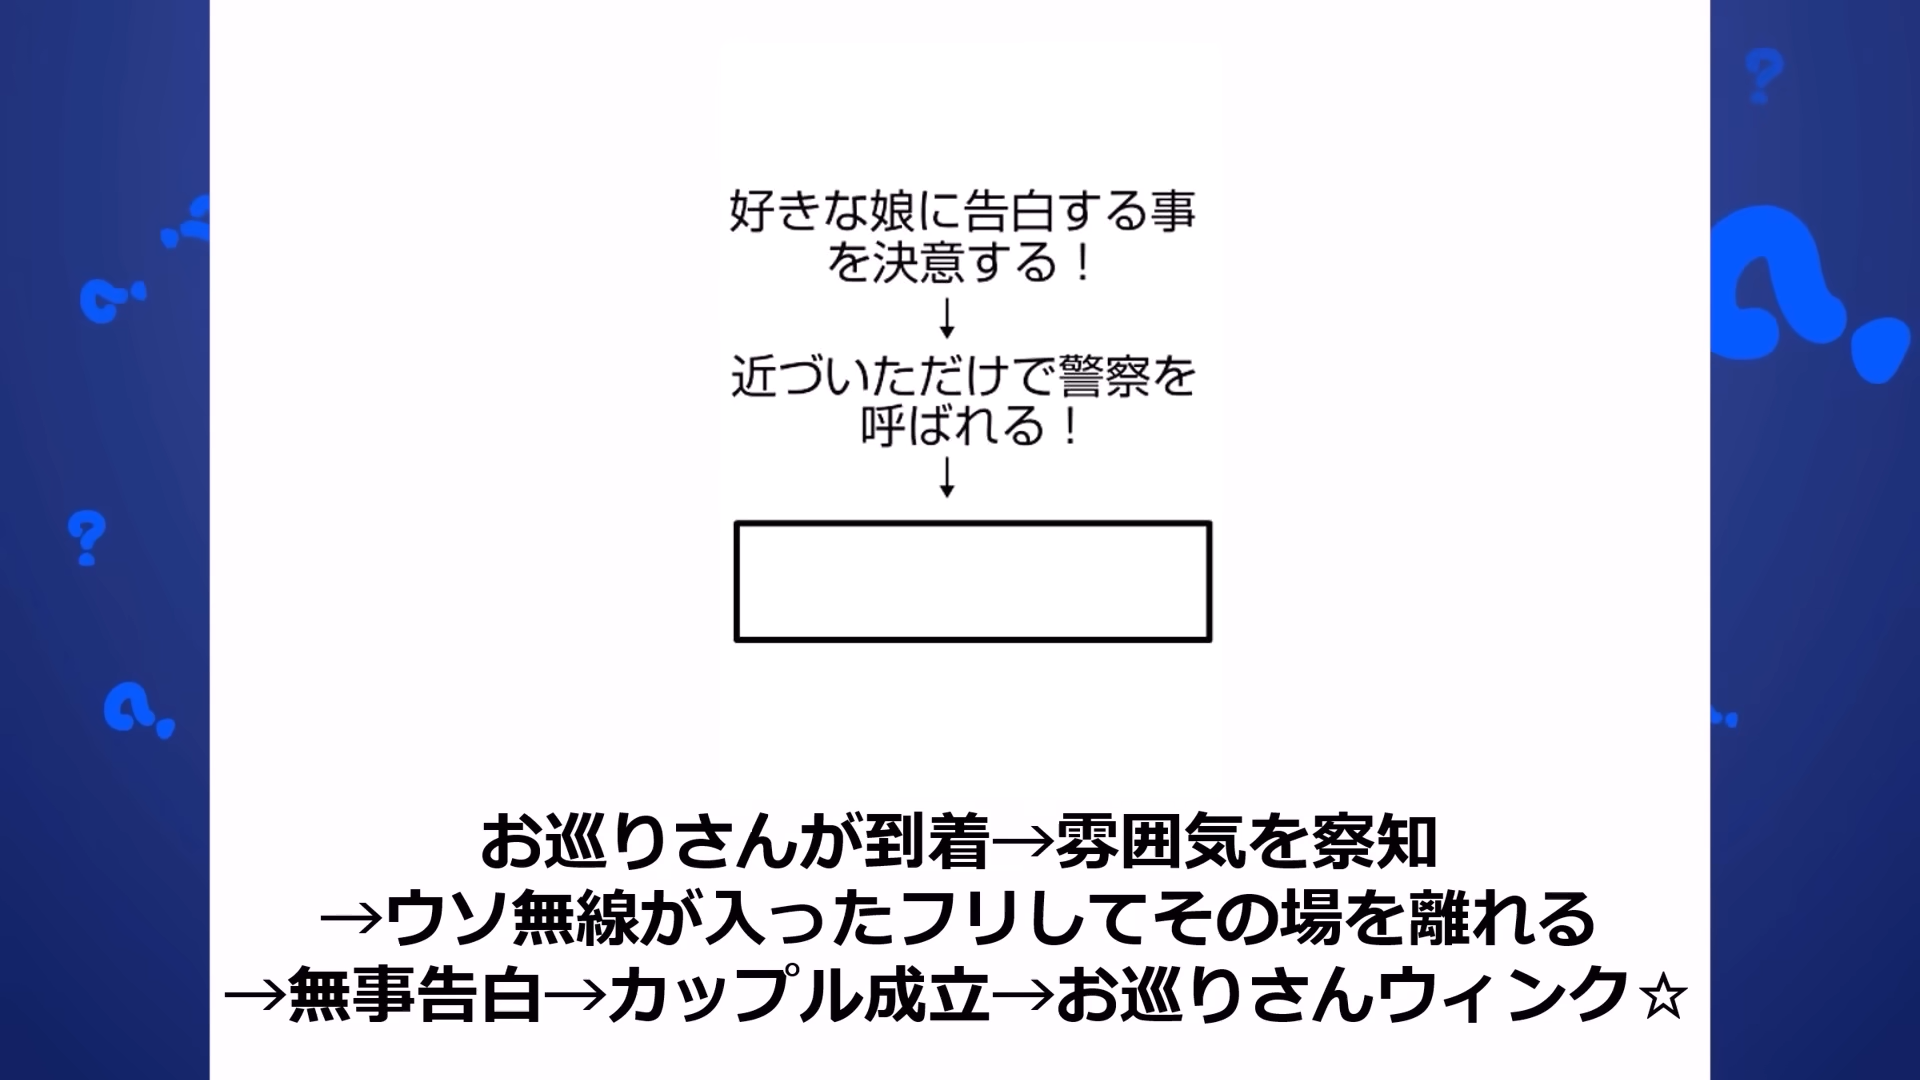 好きな娘に告白する事
を決意する！
↓
近づいただけで警察を
呼ばれる！
↓
お巡りさんが到着→雰囲気を察知
→ウソ無線が入ったフリしてその場を離れる
→無事告白→カップル成立→お巡りさんウィンク☆